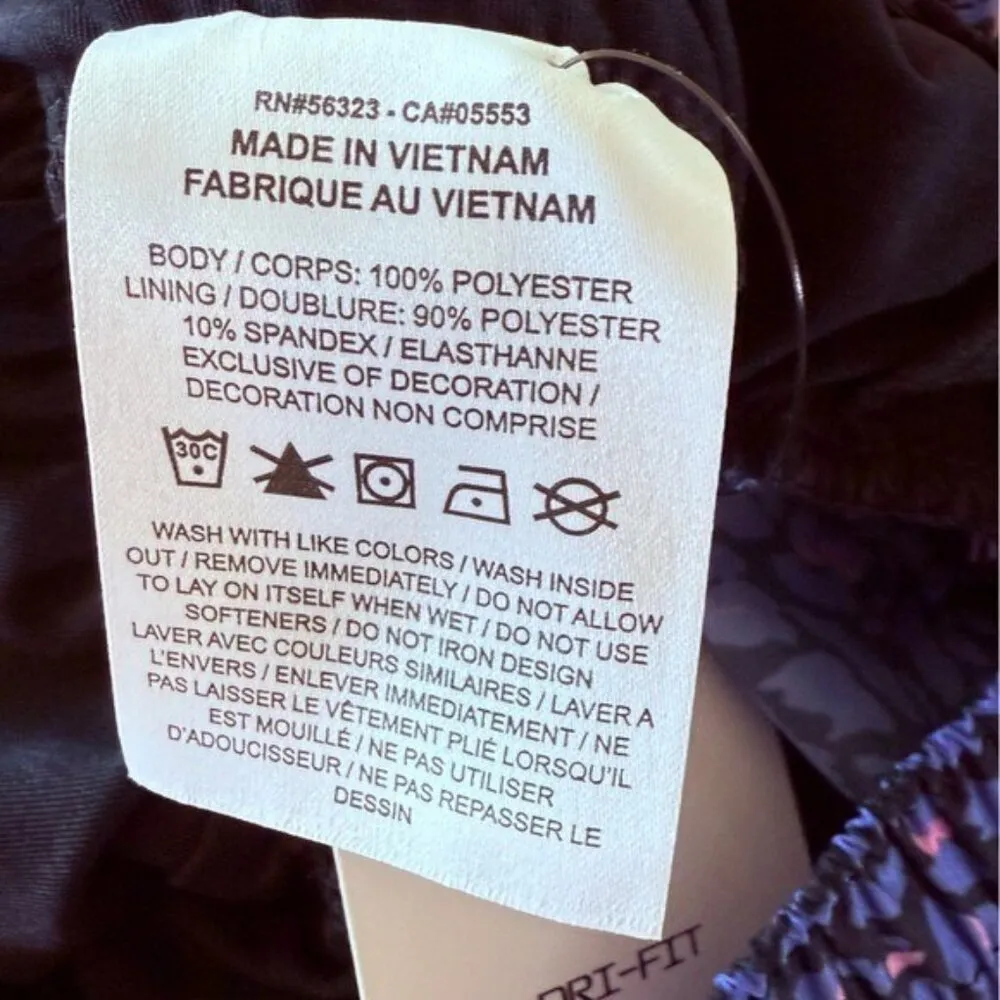 RN#56323 - CA#05553
MADE IN VIETNAM
FABRIQUE AU VIETNAM
BODY / CORPS: 100% POLYESTER
LINING / DOUBLURE: 90% POLYESTER
10% SPANDEX / ELASTHANNE
EXCLUSIVE OF DECORATION /
DECORATION NON COMPRISE
30C
WASH WITH LIKE COLORS / WASH INSIDE
OUT / REMOVE IMMEDIATELY / DO NOT ALLOW
TO LAY ON ITSELF WHEN WET / DO NOT USE
SOFTENERS / DO NOT IRON DESIGN
LAVER AVEC COULEURS SIMILAIRES / LAVER A
L'ENVERS / ENLEVER IMMEDIATEMENT / NE
PAS LAISSER LE VÊTEMENT PLIÉ LORSQU'IL
EST MOUILLÉ / NE PAS UTILISER
D'ADOUCISSEUR / NE PAS REPASSER LE
DESSIN
DRI-FIT